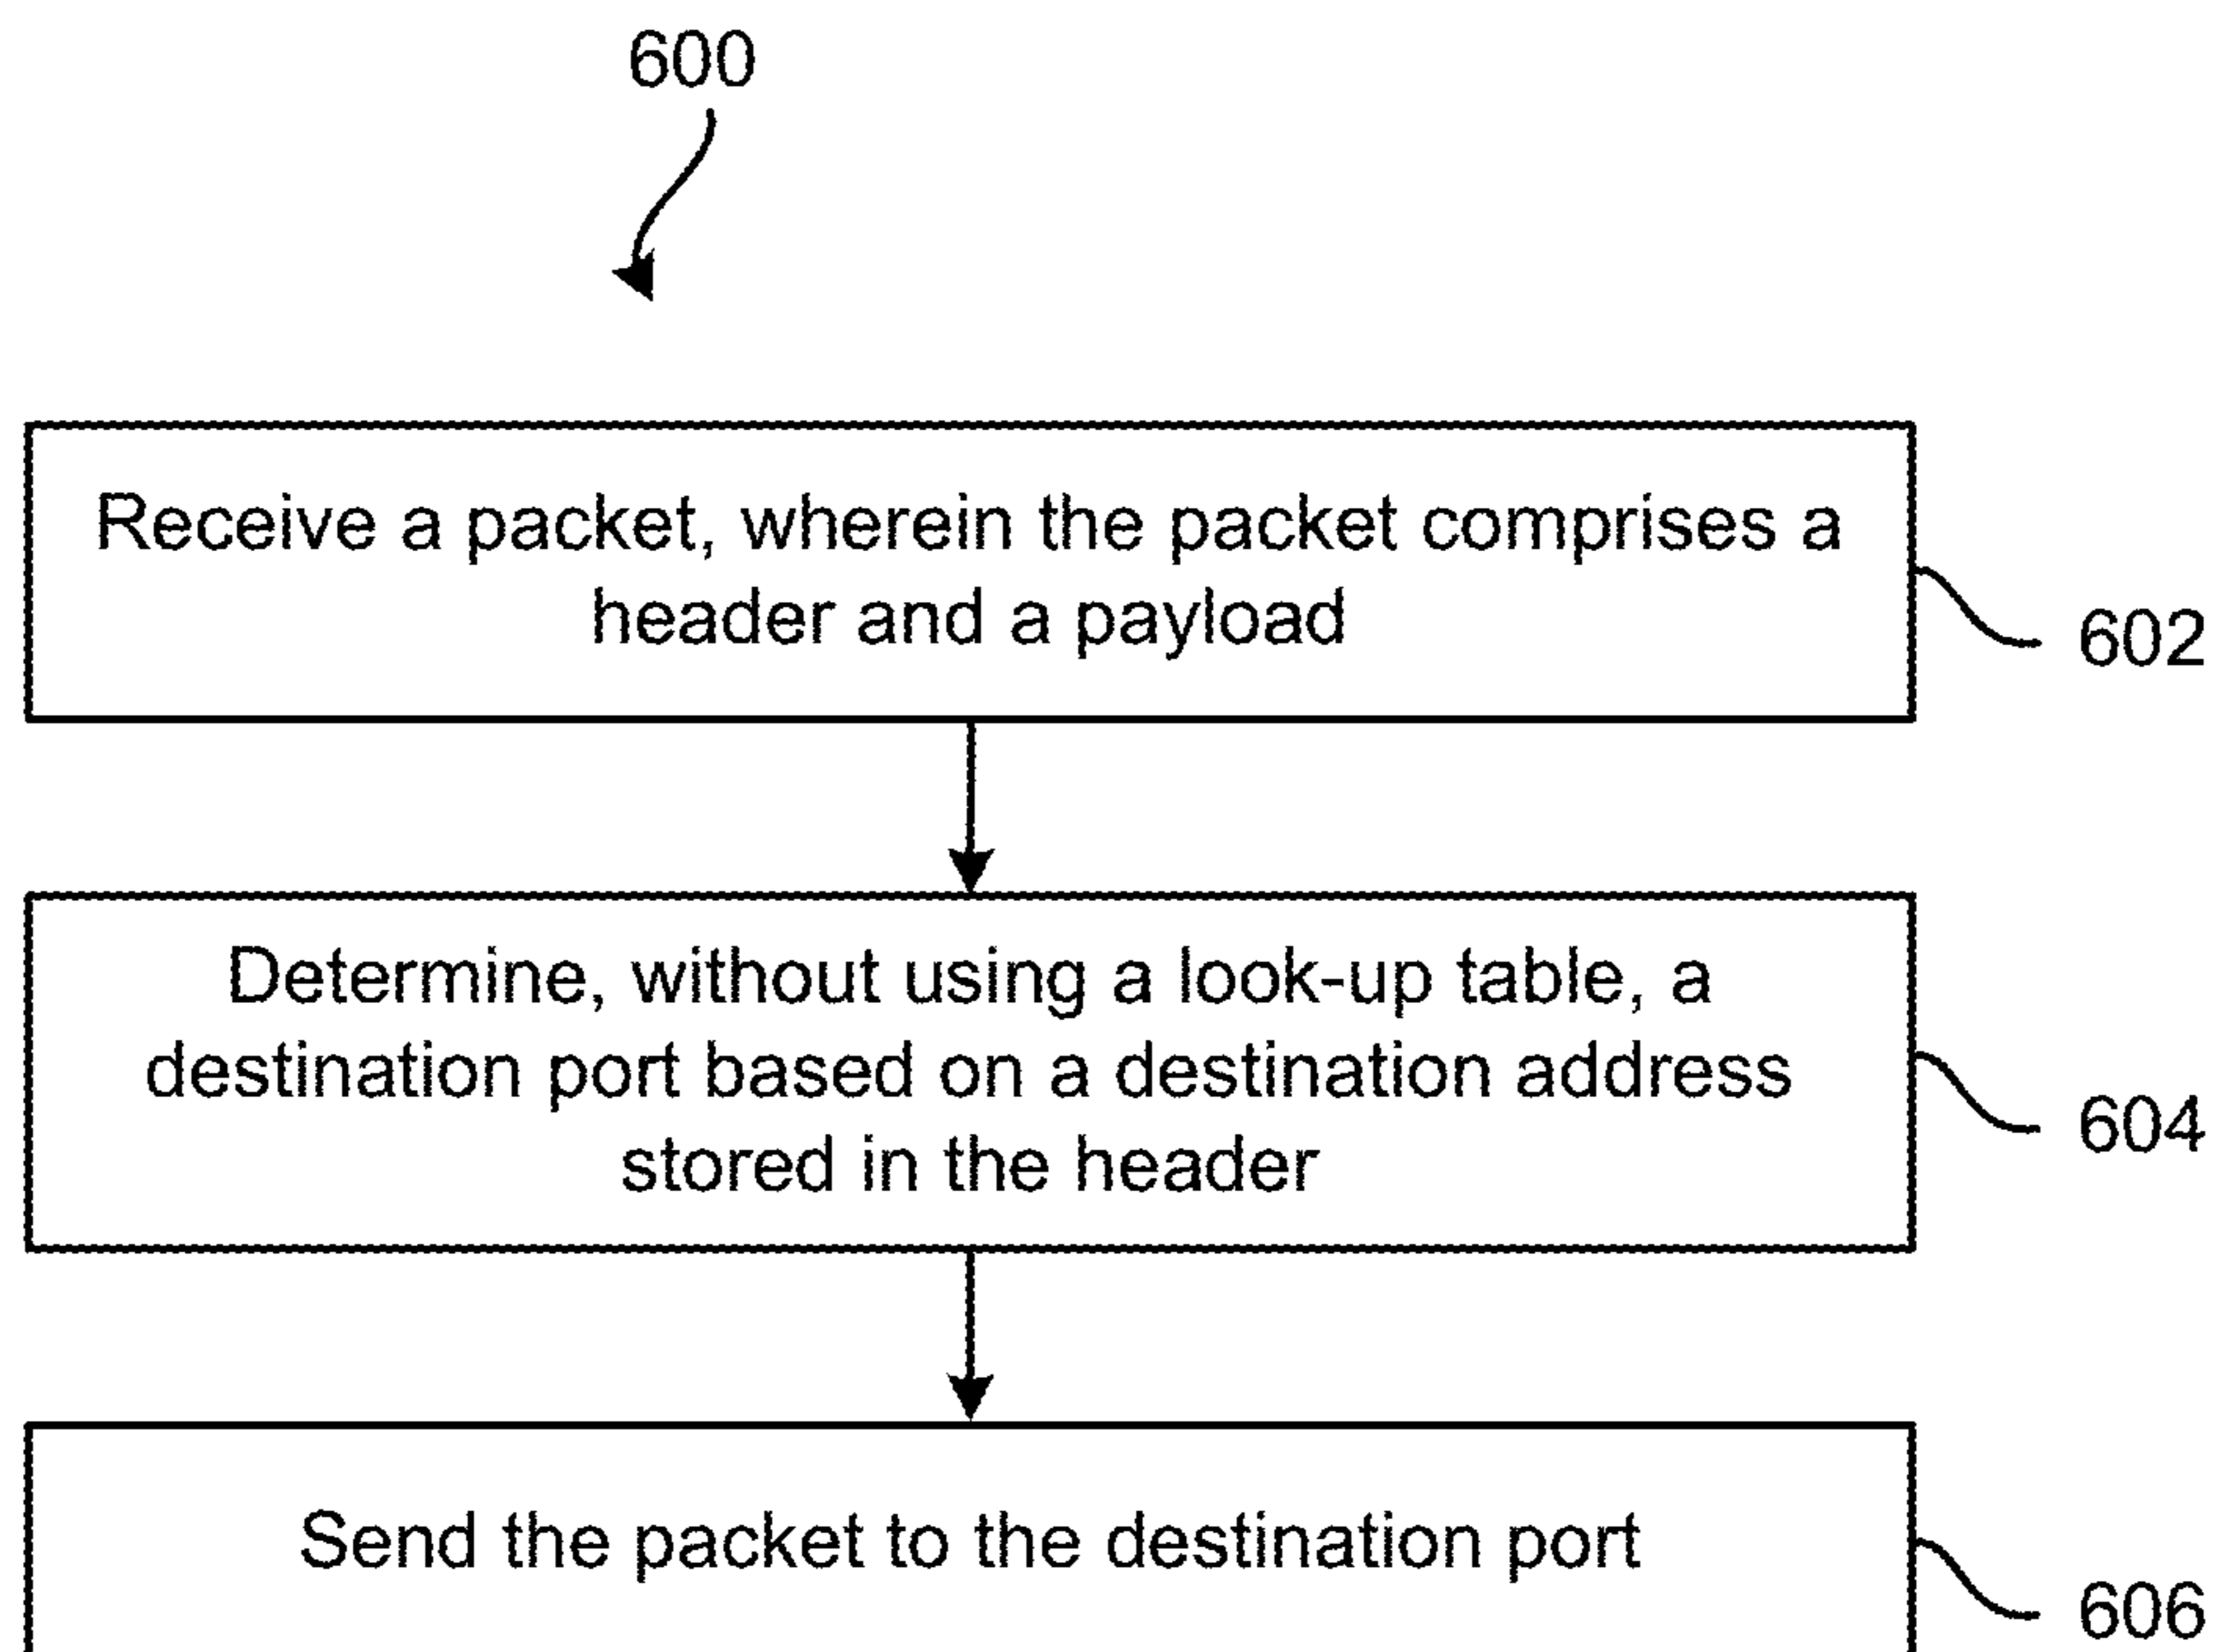 600
Receive a packet, wherein the packet comprises a
header and a payload
602
Determine, without using a look-up table, a
destination port based on a destination address
stored in the header
604
Send the packet to the destination port
606